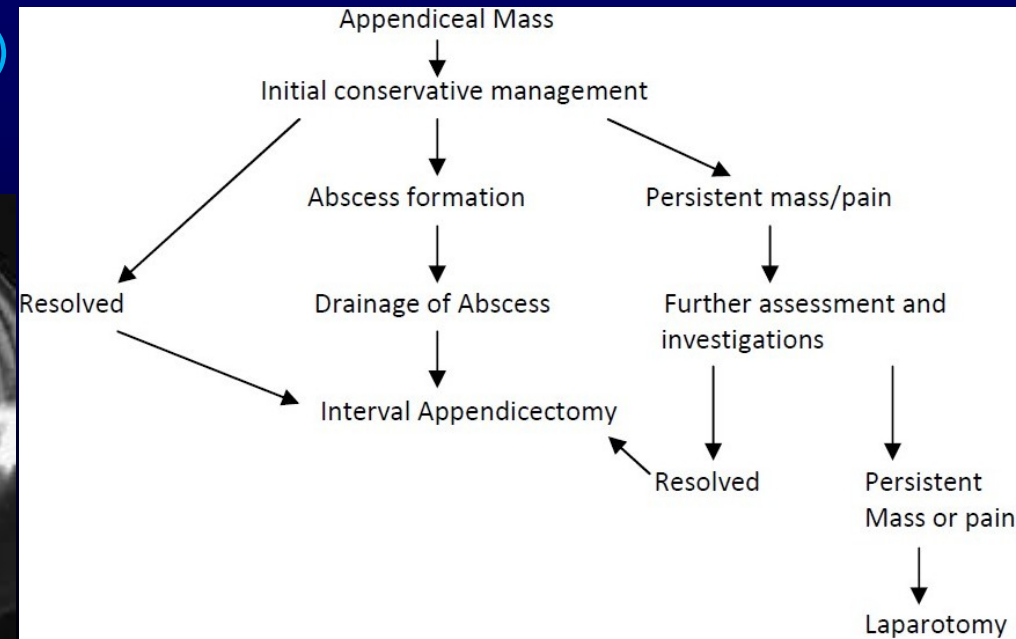 Appendiceal Mass
Initial conservative management
Abscess formation
Persistent mass/pain
Resolved
Drainage of Abscess
Further assessment and
investigations
Interval Appendicectomy
Resolved
Persistent
Mass or pain
Laparotomy